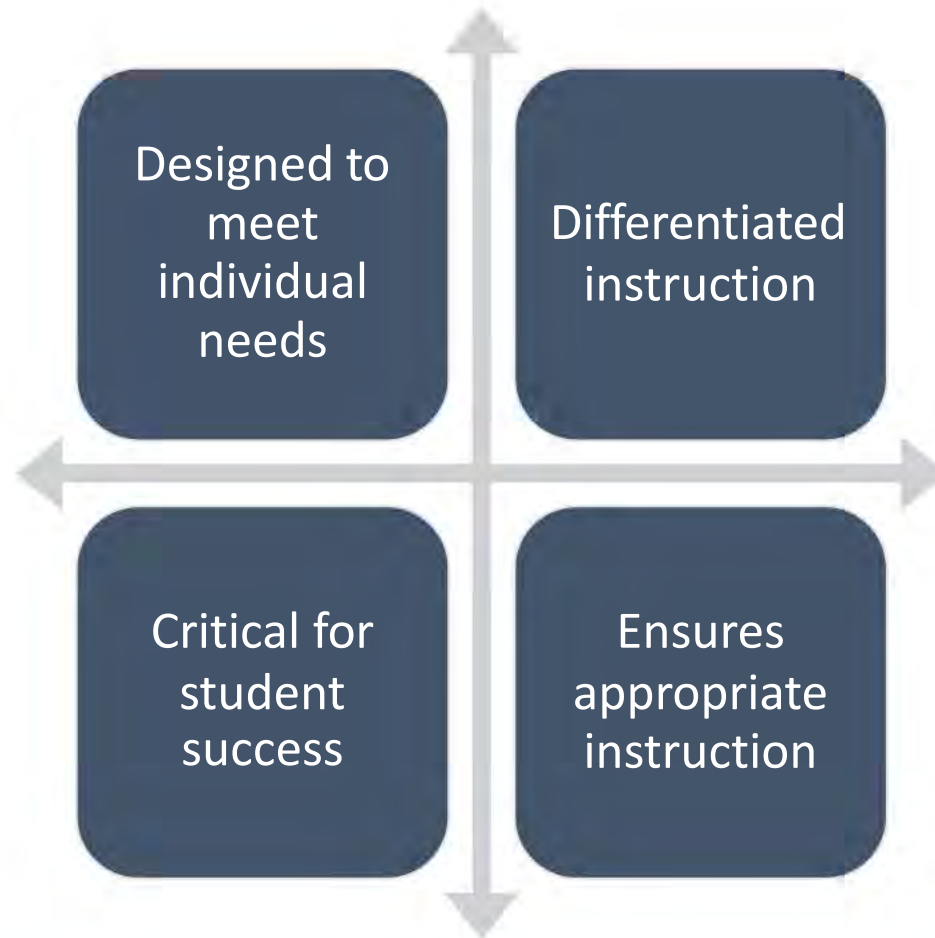 Designed to
meet
individual
needs
Differentiated
instruction
Critical for
student
success
Ensures
appropriate
instruction